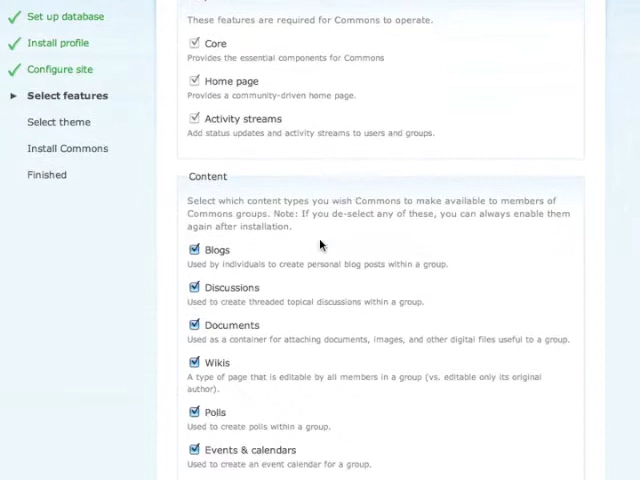 Set up database
Install profile
Configure site
Select features
Select theme
Install Commons
Finished
These features are required for Commons to operate.
Core
Provides the essential components for Commons
Home page
Provides a community-driven home page.
Activity streams
Add status updates and activity streams to users and groups.
Content
Select which content types you wish Commons to make available to members of
Commons groups. Note: If you de-select any of these, you can always enable them
again after installation.
Blogs
Used by individuals to create personal blog posts within a group.
Discussions
Used to create threaded topical discussions within a group.
Documents
Used as a container for attaching documents, images, and other digital files useful to a group.
Wikis
A type of page that is editable by all members in a group (vs. editable only its original
author).
Polls
Used to create polls within a group.
Events & calendars
Used to create an event calendar for a group.